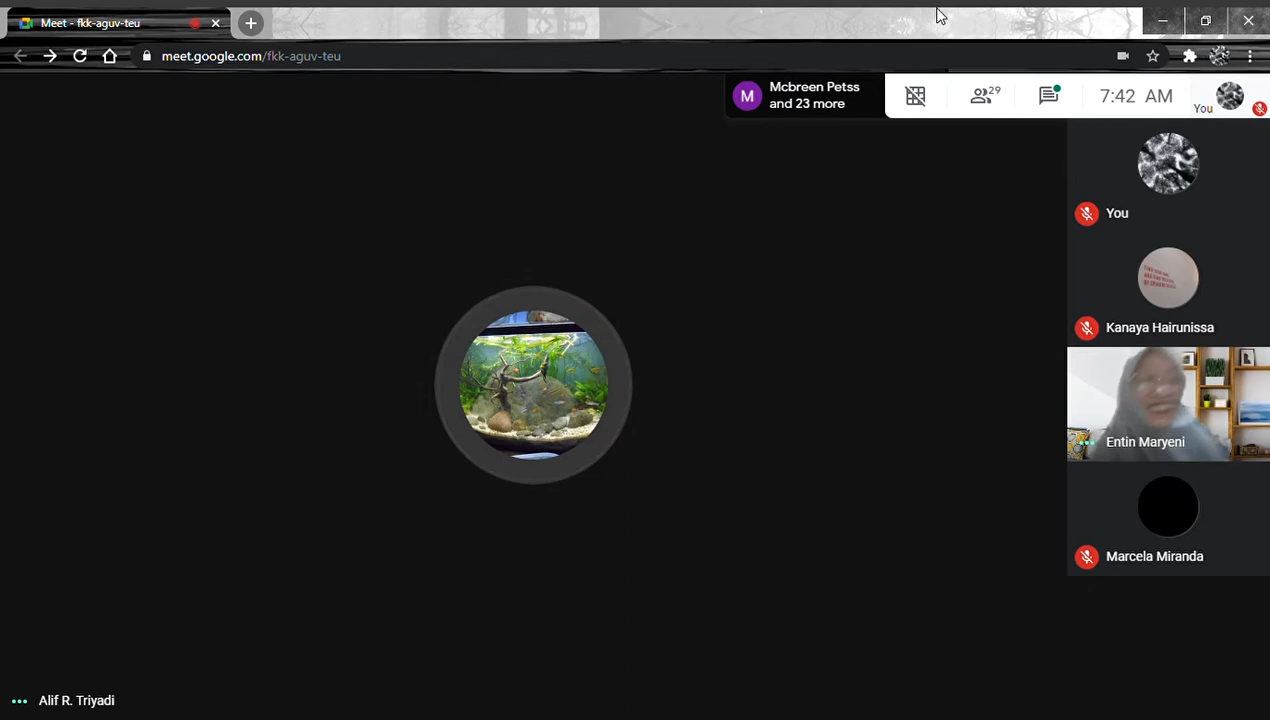 Meet - fkk-aguv-teu
meet.google.com/fkk-aguv-teu
M
Mcbreen Petss
and 23 more
29
7:42 AM
You
You
Kanaya Hairunissa
Entin Maryeni
Marcela Miranda
Alif R. Triyadi